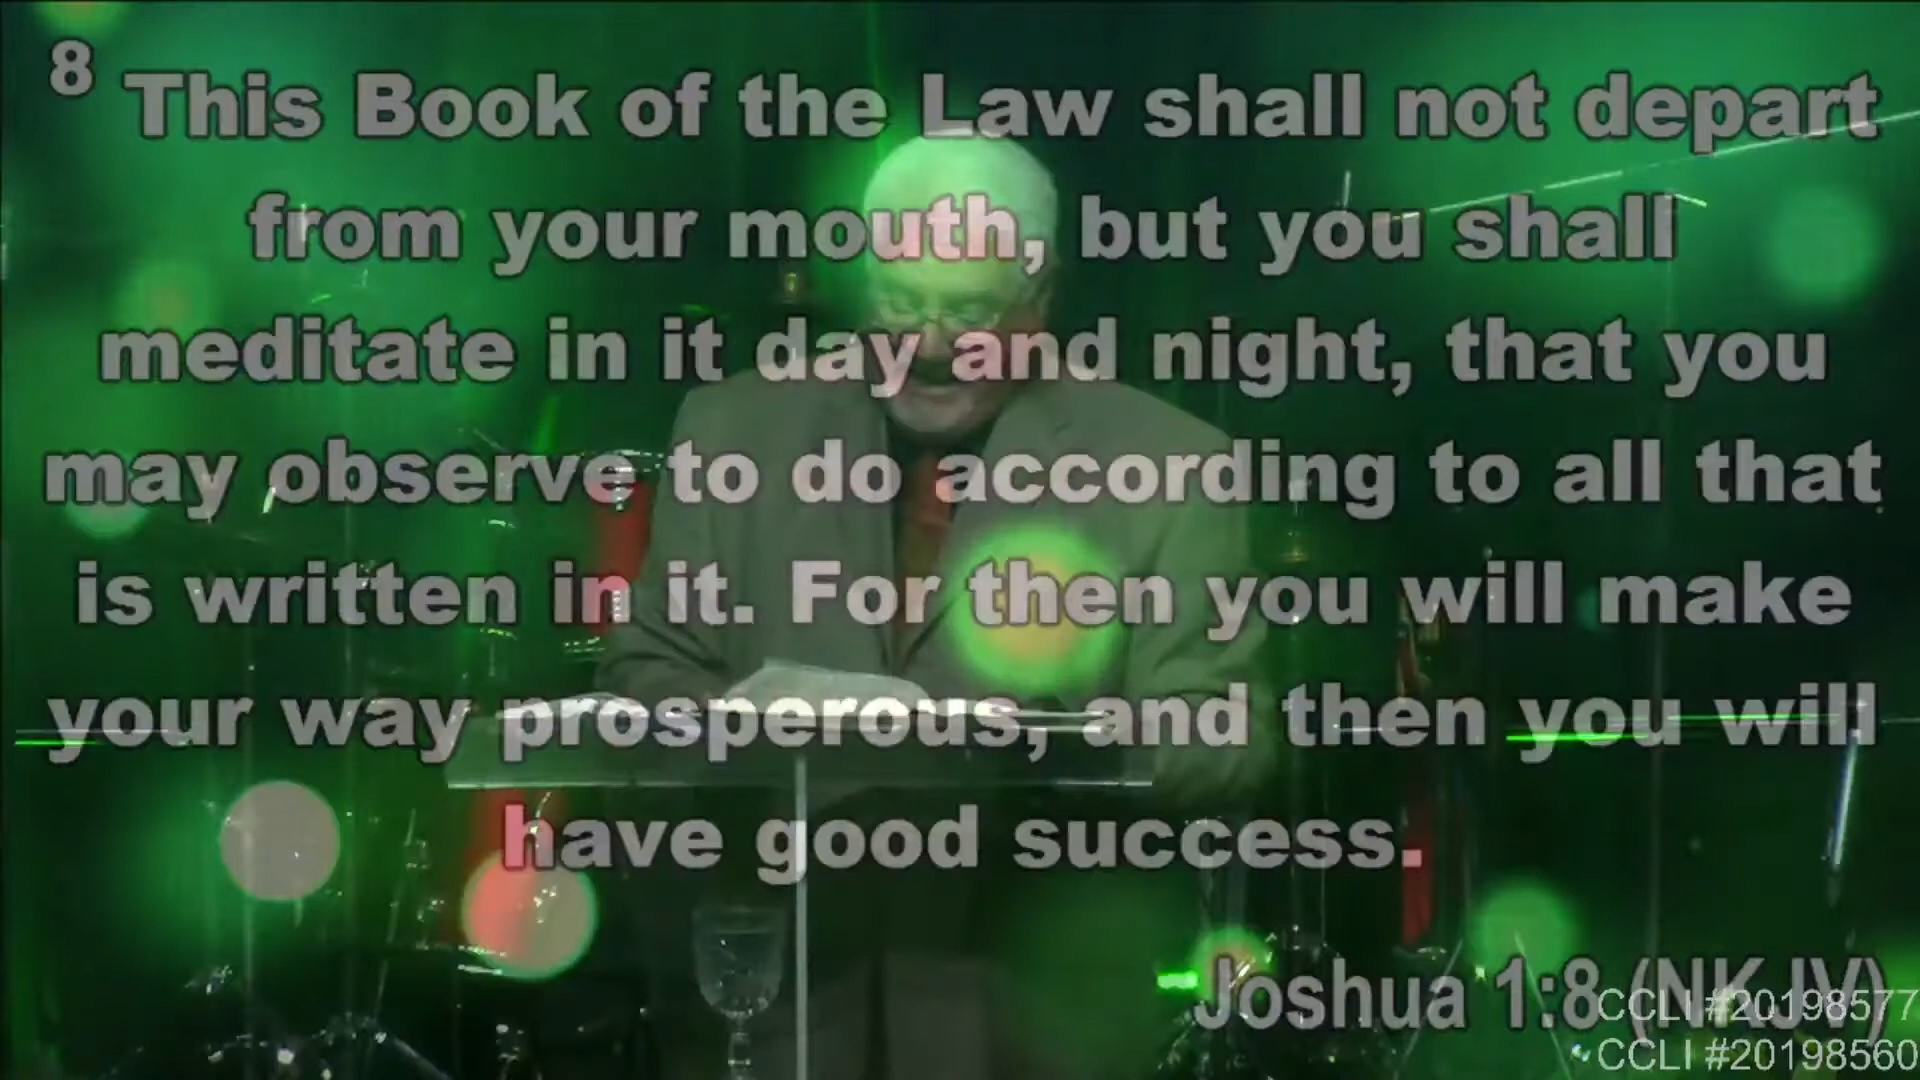 8 This Book of the Law shall not depart
from your mouth, but you shall
meditate in it day and night, that you
may observe to do according to all that
is written in it. For then you will make
your way prosperous, and then you will
have good success.
Joshua 1:8 (NKJV)
CCLI #20198577
CCLI #20198560